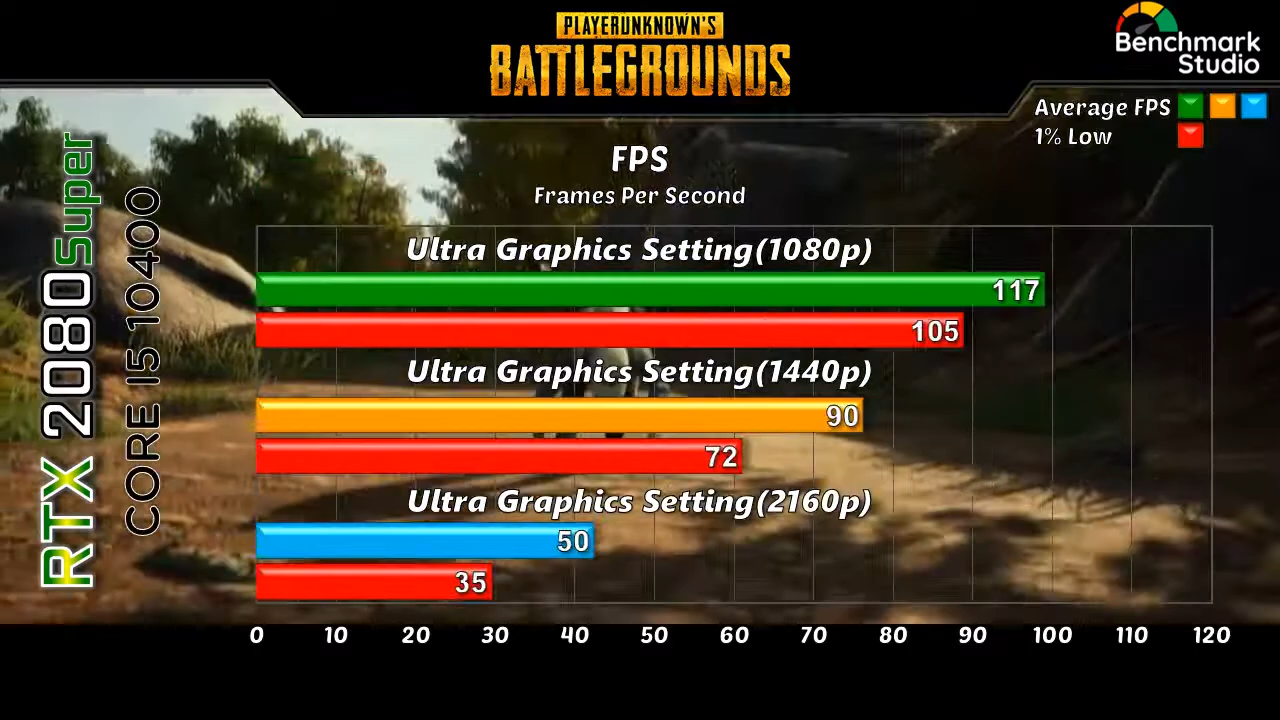 PLAYERUNKNOWN'S
BATTLEGROUNDS
Benchmark
Studio
Average FPS
1% Low
FPS
Frames Per Second
RTX 2080Super
CORE I5 10400
Ultra Graphics Setting(1080p)
117
105
Ultra Graphics Setting(1440p)
90
72
Ultra Graphics Setting(2160p)
50
35
0 10 20 30 40 50 60 70 80 90 100 110 120